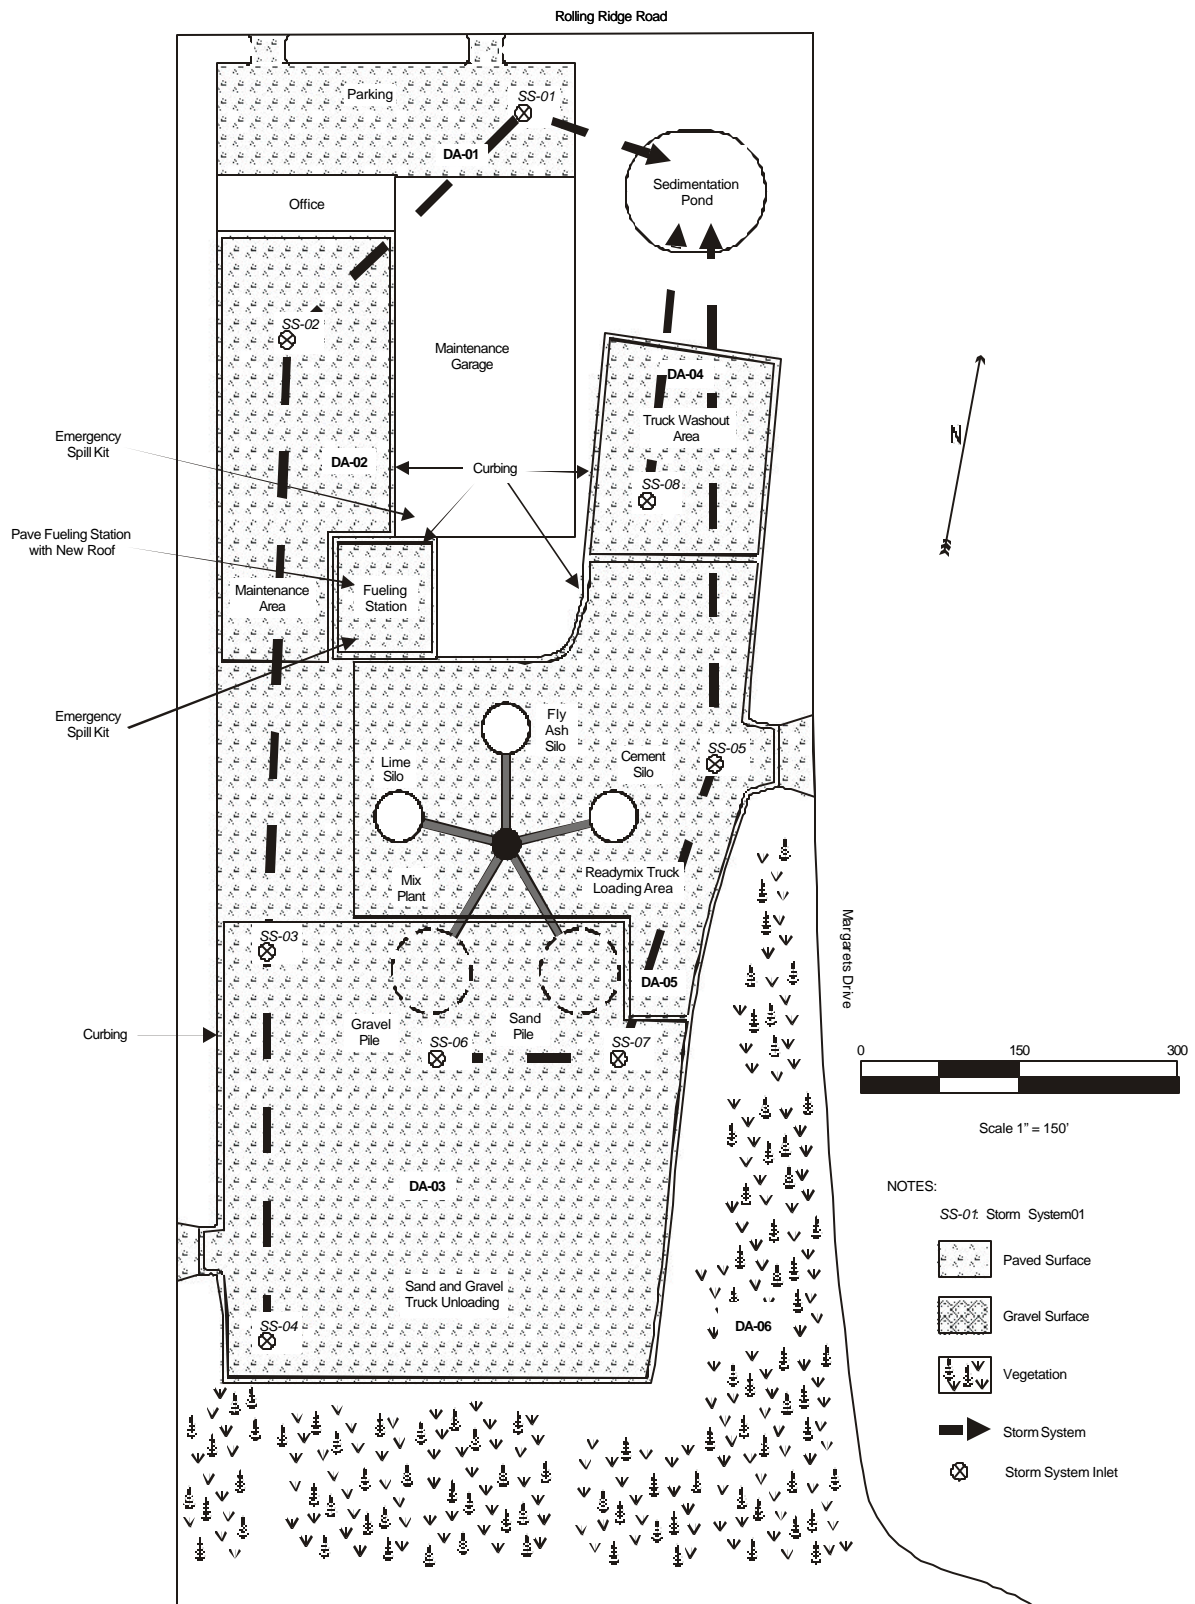 Rolling Ridge Road
Parking
SS-01
DA-01
Sedimentation
Pond
Office
SS-02
Maintenance
Garage
DA-04
Truck Washout
Area
Emergency
Spill Kit
DA-02
Curbing
SS-08
N
Pave Fueling Station
with New Roof
Maintenance
Area
Fueling
Station
Emergency
Spill Kit
Fly
Ash
Silo
Lime
Silo
Cement
Silo
SS-05
Mix
Plant
Readymix Truck
Loading Area
Margarets Drive
SS-03
DA-05
Gravel
Pile
Sand
Pile
Curbing
SS-06
SS-07
0 150 300
Scale 1" = 150'
DA-03
NOTES:
SS-01: Storm System01
Paved Surface
Sand and Gravel
Truck Unloading
Gravel Surface
SS-04
DA-06
Vegetation
Storm System
Storm System Inlet